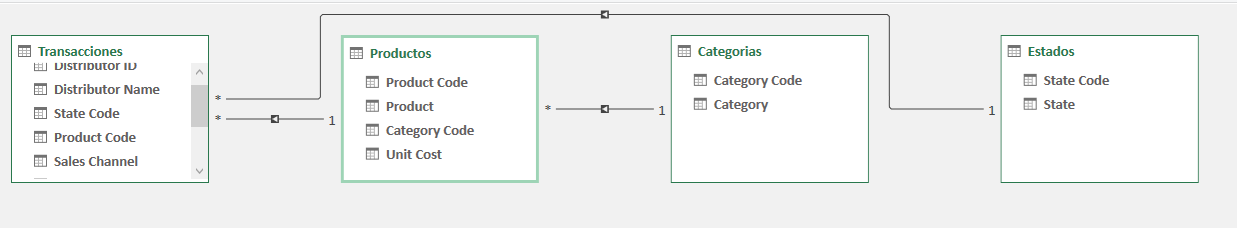 Transacciones
Distributor ID
Distributor Name
State Code
Product Code
Sales Channel
*
*
1
Productos
Product Code
Product
Category Code
Unit Cost
*
1
Categorias
Category Code
Category
1
Estados
State Code
State